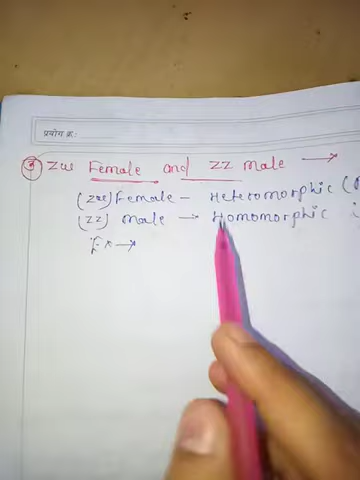 प्रयोग क्र:
③ ZW Female and ZZ male →
(ZW) Female - Heteromorphic (
(ZZ) male → Homomorphic
Ex →